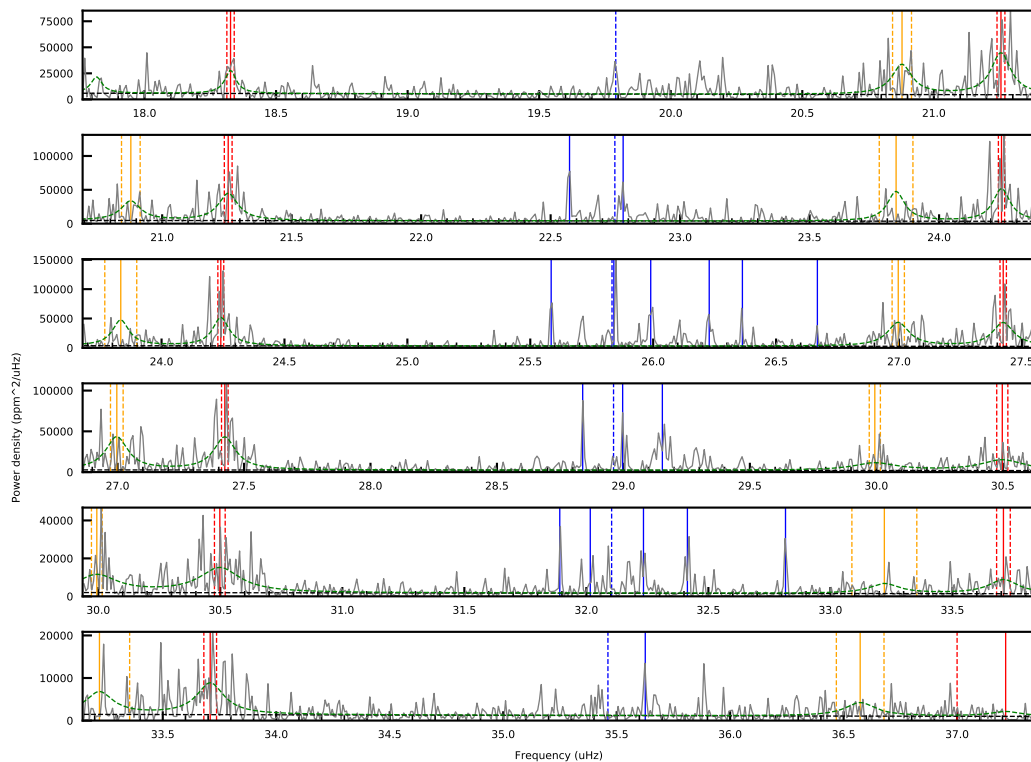 75000
50000
25000
0
18.0 18.5 19.0 19.5 20.0 20.5 21.0
100000
50000
0
21.0 21.5 22.0 22.5 23.0 23.5 24.0
150000
100000
50000
0
24.0 24.5 25.0 25.5 26.0 26.5 27.0 27.5
Power density (ppm^2/uHz)
100000
50000
0
27.0 27.5 28.0 28.5 29.0 29.5 30.0 30.5
40000
20000
0
30.0 30.5 31.0 31.5 32.0 32.5 33.0 33.5
20000
10000
0
33.5 34.0 34.5 35.0 35.5 36.0 36.5 37.0
Frequency (uHz)